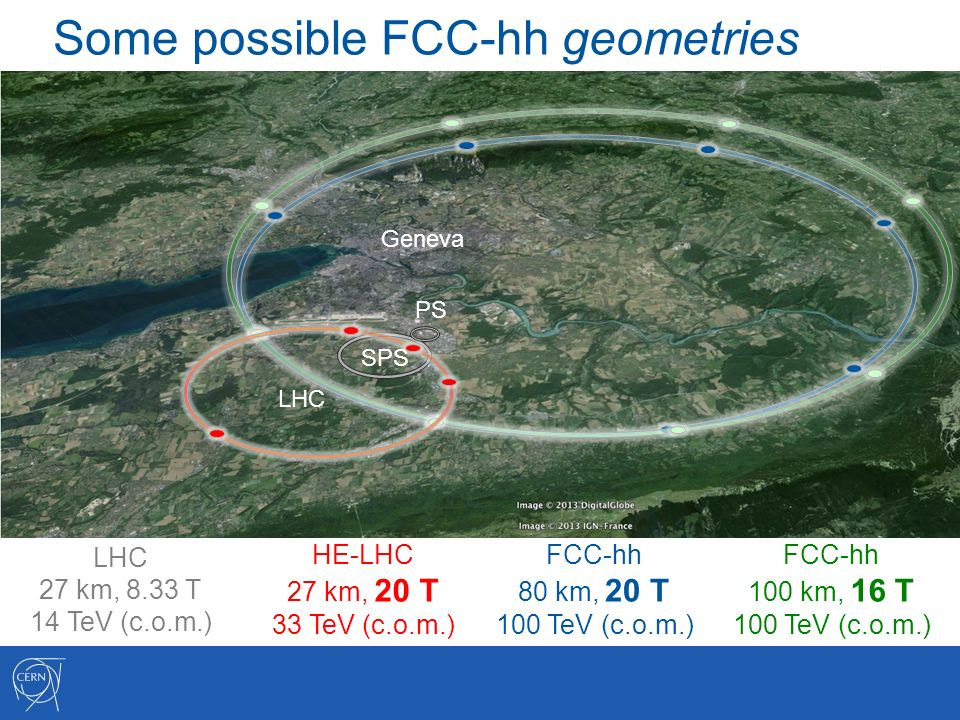 Some possible FCC-hh geometries
Geneva
PS
SPS
LHC
Image © 2013 DigitalGlobe
Image © 2013 IGN-France
LHC
27 km, 8.33 T
14 TeV (c.o.m.)
HE-LHC
27 km, 20 T
33 TeV (c.o.m.)
FCC-hh
80 km, 20 T
100 TeV (c.o.m.)
FCC-hh
100 km, 16 T
100 TeV (c.o.m.)
CERN